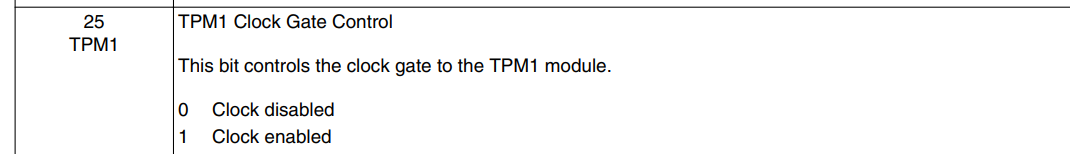 25
TPM1
TPM1 Clock Gate Control
This bit controls the clock gate to the TPM1 module.
0 Clock disabled
1 Clock enabled